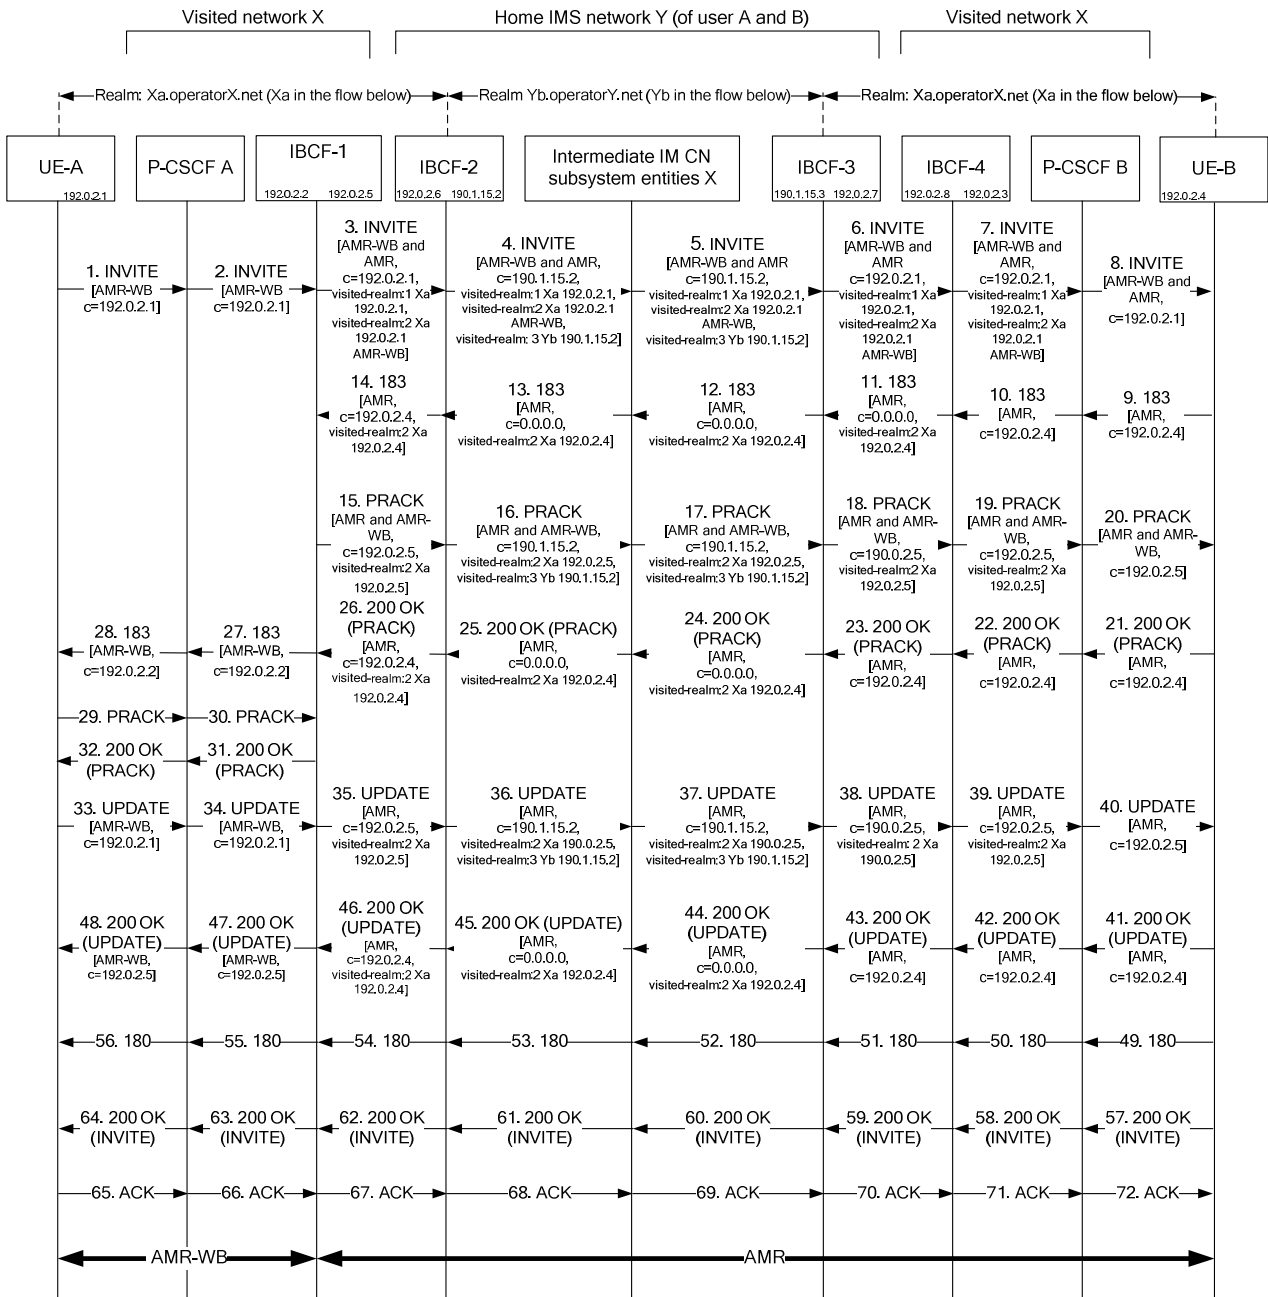 Visited network X
Home IMS network Y (of user A and B)
Visited network X
Realm: Xa.operatorX.net (Xa in the flow below)
Realm Yb.operatorY.net (Yb in the flow below)
Realm: Xa.operatorX.net (Xa in the flow below)
UE-A
192.0.2.1
P-CSCF A
IBCF-1
192.0.2.2 192.0.2.5
IBCF-2
192.0.2.6 190.1.15.2
Intermediate IM CN
subsystem entities X
IBCF-3
190.1.15.3 192.0.2.7
IBCF-4
192.0.2.8 192.0.2.3
P-CSCF B
UE-B
192.0.2.4
1. INVITE
[AMR-WB
c=192.0.2.1]
2. INVITE
[AMR-WB
c=192.0.2.1]
3. INVITE
[AMR-WB and
AMR,
c=192.0.2.1,
visited-realm:1 Xa
192.0.2.1,
visited-realm:2 Xa
192.0.2.1
AMR-WB]
4. INVITE
[AMR-WB and AMR,
c=190.1.15.2,
visited-realm:1 Xa 192.0.2.1,
visited-realm:2 Xa 192.0.2.1
AMR-WB,
visited-realm: 3 Yb 190.1.15.2]
5. INVITE
[AMR-WB and AMR
c=190.1.15.2,
visited-realm:1 Xa 192.0.2.1,
visited-realm:2 Xa 192.0.2.1
AMR-WB,
visited-realm:3 Yb 190.1.15.2]
6. INVITE
[AMR-WB and
AMR
c=192.0.2.1,
visited-realm:1 Xa
192.0.2.1,
visited-realm:2 Xa
192.0.2.1
AMR-WB]
7. INVITE
[AMR-WB and
AMR,
c=192.0.2.1,
visited-realm:1 Xa
192.0.2.1,
visited-realm:2 Xa
192.0.2.1
AMR-WB]
8. INVITE
[AMR-WB
and AMR,
c=192.0.2.1]
14. 183
[AMR,
c=192.0.2.4,
visited-realm:2 Xa
192.0.2.4]
13. 183
[AMR,
c=0.0.0.0,
visited-realm:2 Xa 192.0.2.4]
12. 183
[AMR,
c=0.0.0.0,
visited-realm:2 Xa 192.0.2.4]
11. 183
[AMR,
c=0.0.0.0,
visited-realm:2 Xa
192.0.2.4]
10. 183
[AMR,
c=192.0.2.4]
9. 183
[AMR,
c=192.0.2.4]
15. PRACK
[AMR and AMR-
WB,
c=192.0.2.5,
visited-realm:2 Xa
192.0.2.5]
16. PRACK
[AMR and AMR-WB,
c=190.1.15.2,
visited-realm:2 Xa 192.0.2.5,
visited-realm:3 Yb 190.1.15.2]
17. PRACK
[AMR and AMR-WB,
c=190.1.15.2,
visited-realm:2 Xa 192.0.2.5,
visited-realm:3 Yb 190.1.15.2]
18. PRACK
[AMR and AMR-
WB,
c=190.0.2.5,
visited-realm:2 Xa
192.0.2.5]
19. PRACK
[AMR and AMR-
WB,
c=192.0.2.5,
visited-realm:2 Xa
192.0.2.5]
20. PRACK
[AMR and AMR-
WB,
c=192.0.2.5]
28. 183
[AMR-WB,
c=192.0.2.2]
27. 183
[AMR-WB,
c=192.0.2.2]
26. 200 OK
(PRACK)
[AMR,
c=192.0.2.4,
visited-realm:2 Xa
192.0.2.4]
25. 200 OK (PRACK)
[AMR,
c=0.0.0.0,
visited-realm:2 Xa 192.0.2.4]
24. 200 OK
(PRACK)
[AMR,
c=0.0.0.0,
visited-realm:2 Xa 192.0.2.4]
23. 200 OK
(PRACK)
[AMR,
c=192.0.2.4]
22. 200 OK
(PRACK)
[AMR,
c=192.0.2.4]
21. 200 OK
(PRACK)
[AMR,
c=192.0.2.4]
29. PRACK
30. PRACK
32. 200 OK
(PRACK)
31. 200 OK
(PRACK)
33. UPDATE
[AMR-WB,
c=192.0.2.1]
34. UPDATE
[AMR-WB,
c=192.0.2.1]
35. UPDATE
[AMR,
c=192.0.2.5,
visited-realm:2 Xa
192.0.2.5]
36. UPDATE
[AMR,
c=190.1.15.2,
visited-realm:2 Xa 190.0.2.5,
visited-realm:3 Yb 190.1.15.2]
37. UPDATE
[AMR,
c=190.1.15.2,
visited-realm:2 Xa 190.0.2.5,
visited-realm:3 Yb 190.1.15.2]
38. UPDATE
[AMR,
c=190.0.2.5,
visited-realm: 2 Xa
190.0.2.5]
39. UPDATE
[AMR,
c=192.0.2.5,
visited-realm:2 Xa
192.0.2.5]
40. UPDATE
[AMR,
c=192.0.2.5]
48. 200 OK
(UPDATE)
[AMR-WB,
c=192.0.2.5]
47. 200 OK
(UPDATE)
[AMR-WB,
c=192.0.2.5]
46. 200 OK
(UPDATE)
[AMR,
c=192.0.2.4,
visited-realm:2 Xa
192.0.2.4]
45. 200 OK (UPDATE)
[AMR,
c=0.0.0.0,
visited-realm:2 Xa 192.0.2.4]
44. 200 OK
(UPDATE)
[AMR,
c=0.0.0.0,
visited-realm:2 Xa 192.0.2.4]
43. 200 OK
(UPDATE)
[AMR,
c=192.0.2.4]
42. 200 OK
(UPDATE)
[AMR,
c=192.0.2.4]
41. 200 OK
(UPDATE)
[AMR,
c=192.0.2.4]
56. 180
55. 180
54. 180
53. 180
52. 180
51. 180
50. 180
49. 180
64. 200 OK
(INVITE)
63. 200 OK
(INVITE)
62. 200 OK
(INVITE)
61. 200 OK
(INVITE)
60. 200 OK
(INVITE)
59. 200 OK
(INVITE)
58. 200 OK
(INVITE)
57. 200 OK
(INVITE)
65. ACK
66. ACK
67. ACK
68. ACK
69. ACK
70. ACK
71. ACK
72. ACK
AMR-WB
AMR